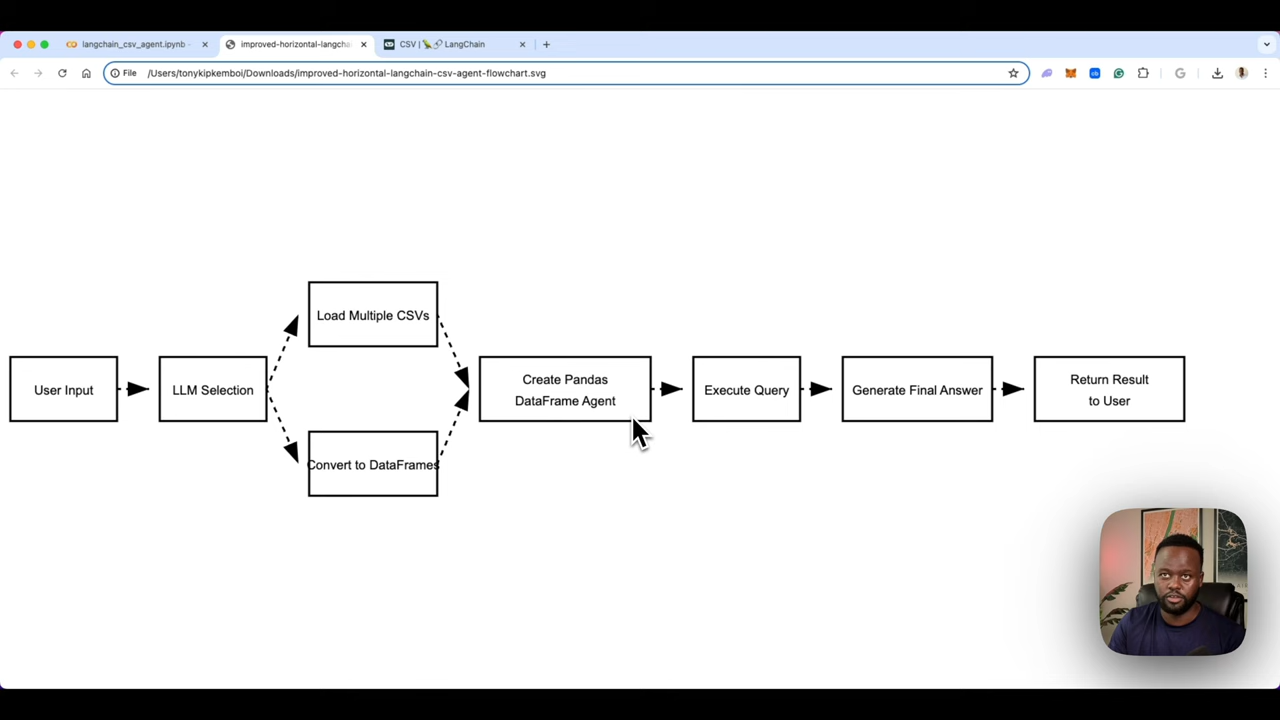 langchain_csv_agent.ipynb -
improved-horizontal-langcha
CSV | 🦜🔗 LangChain
File
/Users/tonykipkemboi/Downloads/improved-horizontal-langchain-csv-agent-flowchart.svg
User Input
LLM Selection
Load Multiple CSVs
Convert to DataFrames
Create Pandas
DataFrame Agent
Execute Query
Generate Final Answer
Return Result
to User